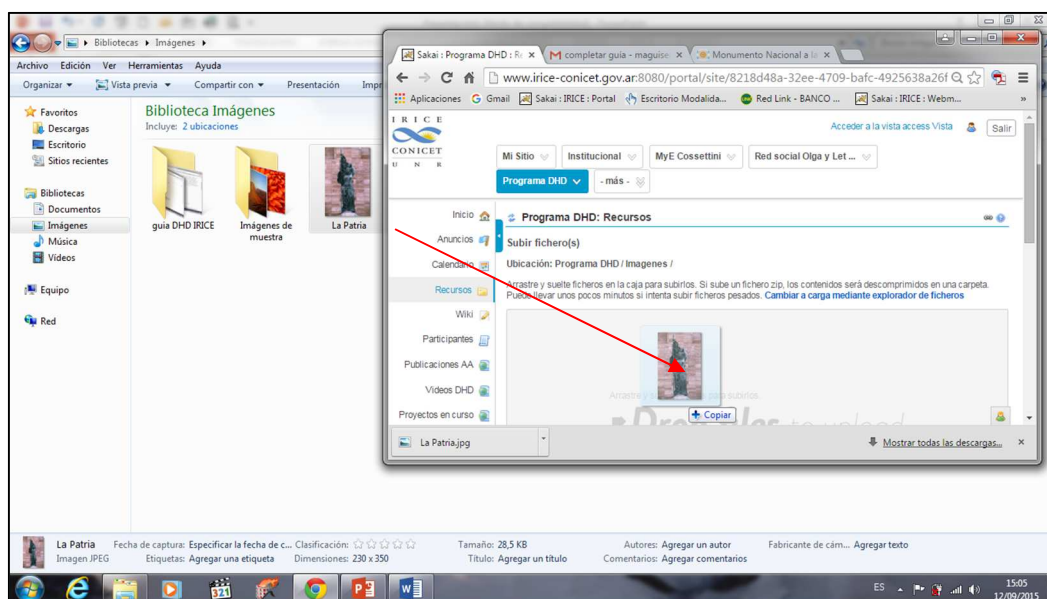 Bibliotecas ▸ Imágenes ▸
Archivo Edición Ver Herramientas Ayuda
Organizar Vista previa Compartir con Presentación
Favoritos
Descargas
Escritorio
Sitios recientes
Bibliotecas
Documentos
Imágenes
Música
Vídeos
Equipo
Red
Biblioteca Imágenes
Incluye: 2 ubicaciones
guia DHD IRICE
Imágenes de
muestra
La Patria
Sakai : Programa DHD : Re
completar guia - maguise
Monumento Nacional a la
www.irice-conicet.gov.ar:8080/portal/site/8218d48a-32ee-4709-bafc-4925638a26f
Aplicaciones Gmail Sakai : IRICE : Portal Escritorio Modalida... Red Link - BANCO ... Sakai : IRICE : Webm... »
IRICE
CONICET
U N R
Acceder a la vista access Vista Salir
Mi Sitio Institucional MyE Cossettini Red social Olga y Let ...
Programa DHD - más -
Inicio
Anuncios
Calendario
Recursos
Wiki
Participantes
Publicaciones AA
Videos DHD
Proyectos en curso
Programa DHD: Recursos
Subir fichero(s)
Ubicación: Programa DHD / Imagenes /
Arrastre y suelte ficheros en la caja para subirlos. Si sube un fichero zip, los contenidos será descomprimidos en una carpeta.
Puede llevar unos pocos minutos si intenta subir ficheros pesados. Cambiar a carga mediante explorador de ficheros
Copiar
La Patria.jpg
Mostrar todas las descargas...
La Patria Fecha de captura: Especificar la fecha de c... Clasificación: Tamaño: 28,5 KB Autores: Agregar un autor Fabricante de cám... Agregar texto
Imagen JPEG Etiquetas: Agregar una etiqueta Dimensiones: 230 x 350 Título: Agregar un título Comentarios: Agregar comentarios
321
ES
15:05
12/09/2015